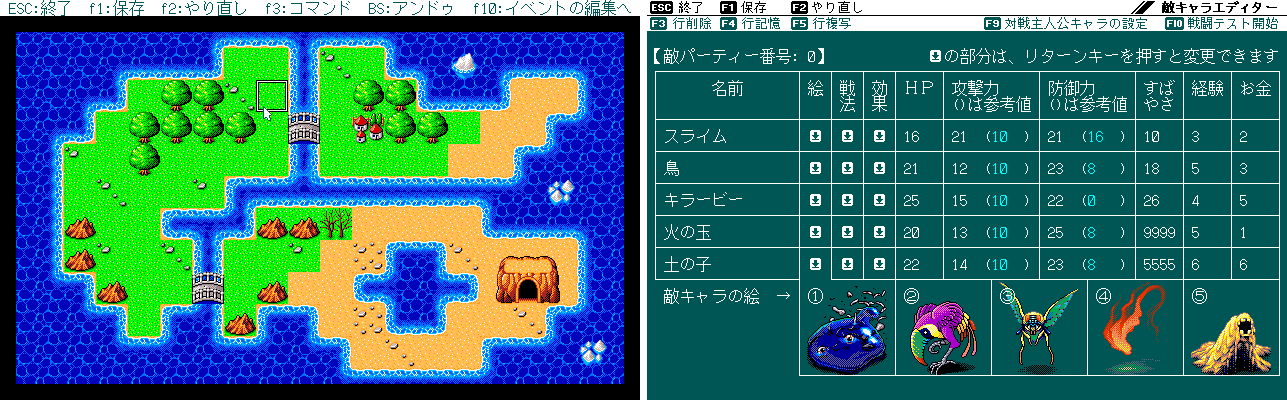 ESC:終了 f1:保存 f2:やり直し f3:コマンド BS:アンドゥ f10:イベントの編集へ
ESC 終了 F1 保存 F2 やり直し 敵キャラエディター
F3 行削除 F4 行記憶 F5 行複写 F9 対戦主人公キャラの設定 F10 戦闘テスト開始
【敵パーティー番号: 0】 の部分は、リターンキーを押すと変更できます
名前 絵 戦法 効果 HP 攻撃力 ()は参考値 防御力 ()は参考値 すばやさ 経験 お金
スライム 16 21 (10 ) 21 (16 ) 10 3 2
鳥 21 12 (10 ) 23 (8 ) 18 5 3
キラービー 25 15 (10 ) 22 (0 ) 26 4 5
火の玉 20 13 (10 ) 25 (8 ) 9999 5 1
土の子 22 14 (10 ) 23 (8 ) 5555 6 6
敵キャラの絵 → ① ② ③ ④ ⑤